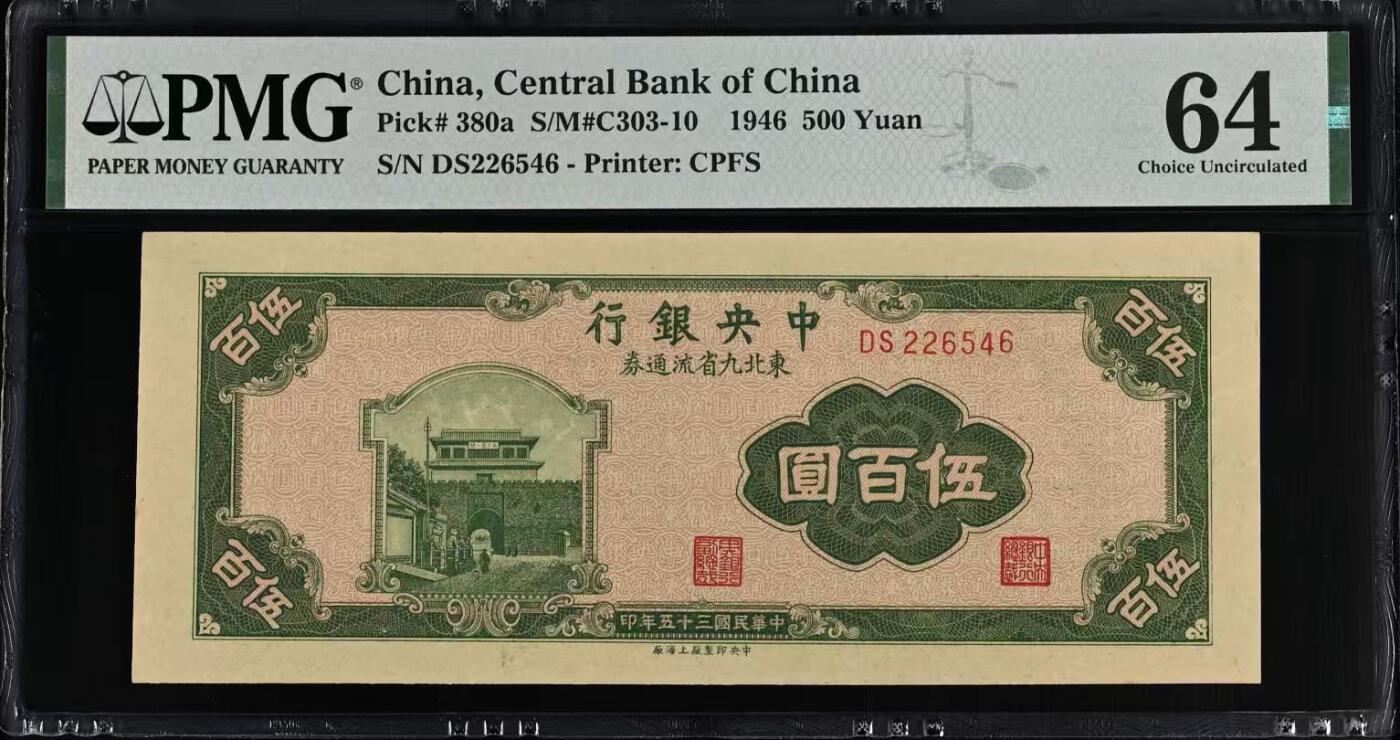 PMG®
PAPER MONEY GUARANTY
China, Central Bank of China
Pick# 380a S/M#C303-10 1946 500 Yuan
S/N DS226546 - Printer: CPFS
64
Choice Uncirculated
伍百
伍百
中央銀行
DS 226546
東北九省流通券
伍百圓
伍百
伍百
中華民國三十五年印
中央印製廠上海廠